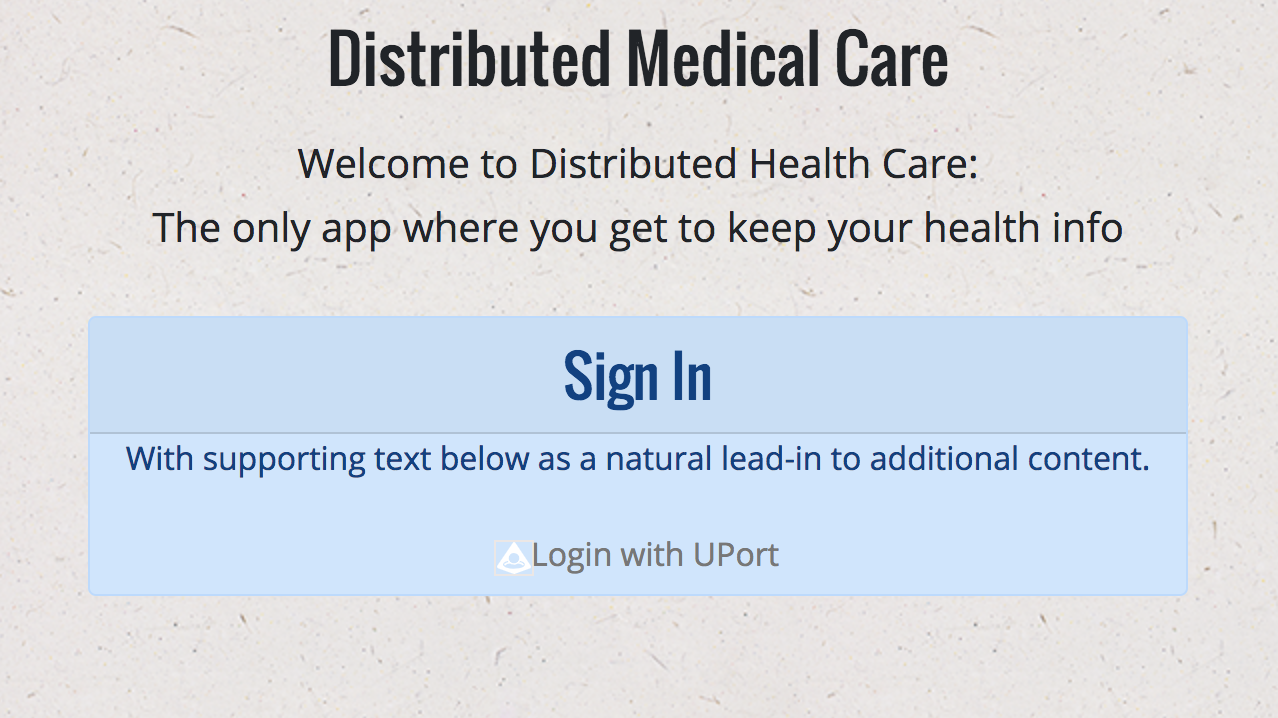 Distributed Medical Care
Welcome to Distributed Health Care:
The only app where you get to keep your health info
Sign In
With supporting text below as a natural lead-in to additional content.
Login with UPort